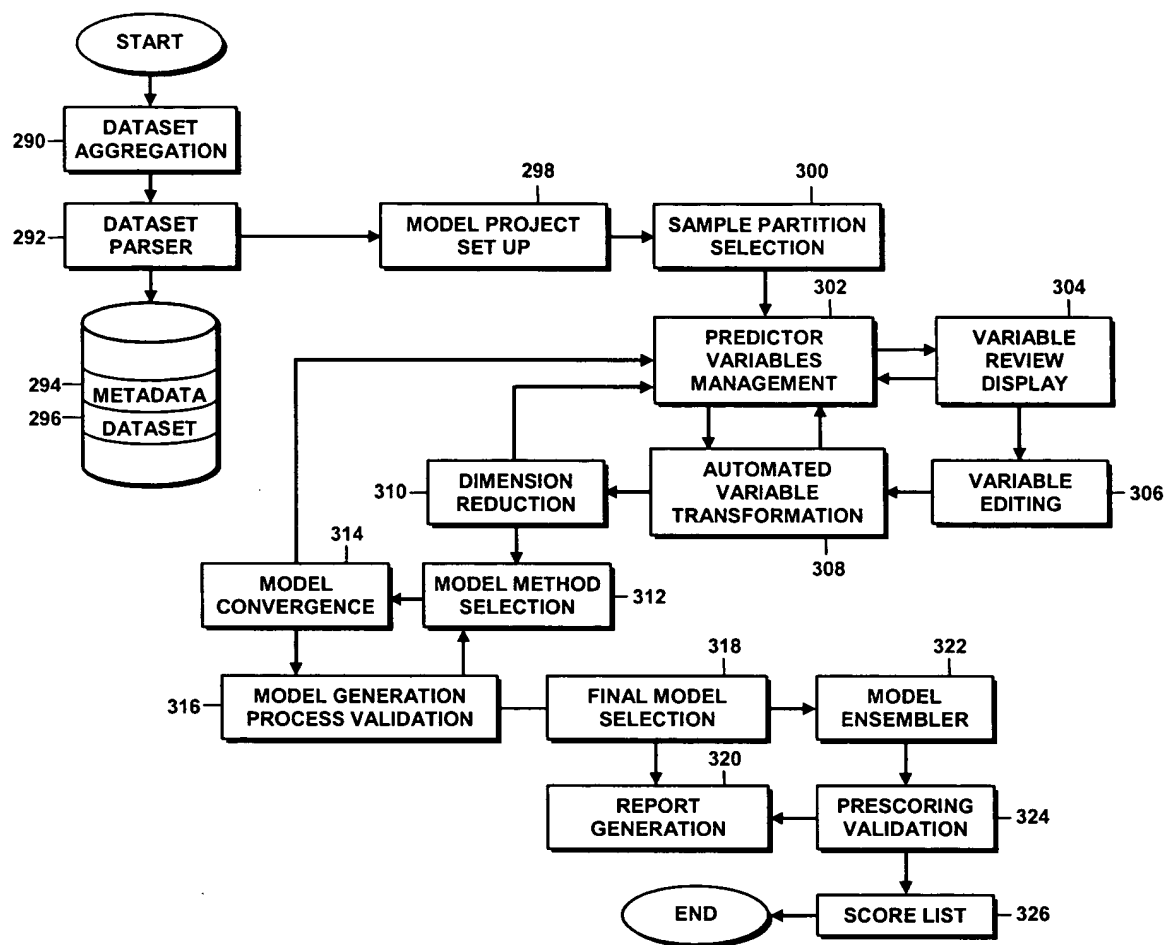 START
290
DATASET
AGGREGATION
298
300
292
DATASET
PARSER
MODEL PROJECT
SET UP
SAMPLE PARTITION
SELECTION
302
304
PREDICTOR
VARIABLES
MANAGEMENT
VARIABLE
REVIEW
DISPLAY
294
METADATA
296
DATASET
310
DIMENSION
REDUCTION
AUTOMATED
VARIABLE
TRANSFORMATION
VARIABLE
EDITING
306
308
314
MODEL
CONVERGENCE
MODEL METHOD
SELECTION
312
318
322
316
MODEL GENERATION
PROCESS VALIDATION
FINAL MODEL
SELECTION
MODEL
ENSEMBLER
320
REPORT
GENERATION
PRESCORING
VALIDATION
324
END
SCORE LIST
326